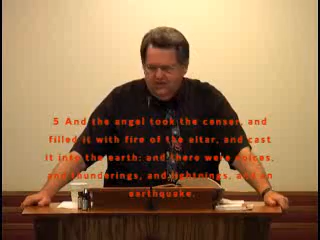 5 And the angel took the censer, and
filled it with fire of the altar, and cast
it into the earth: and there were voices,
and thunderings, and lightnings, and an
earthquake.